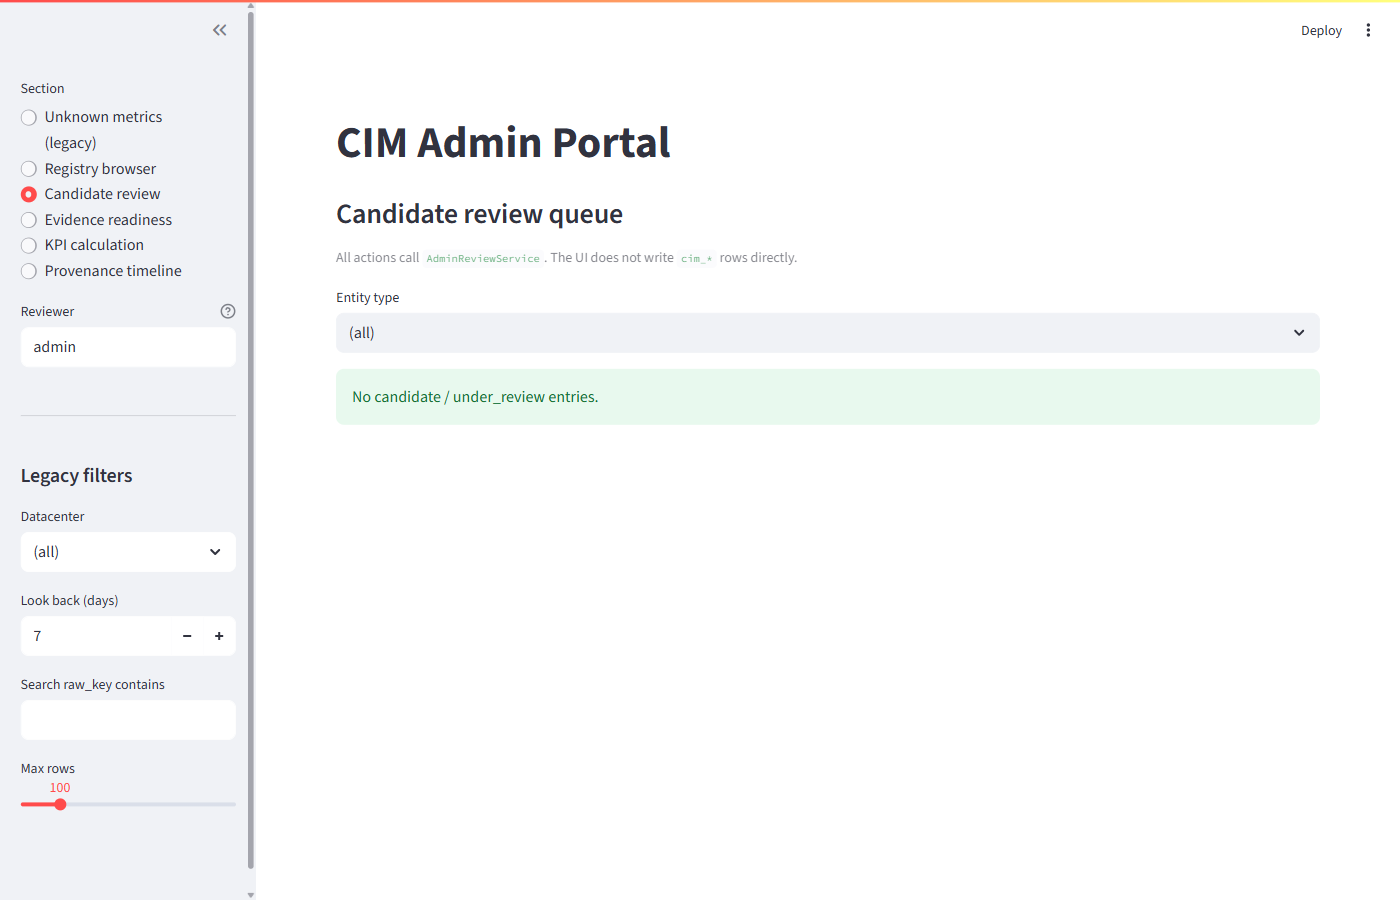 Deploy
Section
Unknown metrics
(legacy)
Registry browser
Candidate review
Evidence readiness
KPI calculation
Provenance timeline
Reviewer
admin
Legacy filters
Datacenter
(all)
Look back (days)
7
Search raw_key contains
Max rows
100
CIM Admin Portal
Candidate review queue
All actions call AdminReviewService. The UI does not write cim_* rows directly.
Entity type
(all)
No candidate / under_review entries.